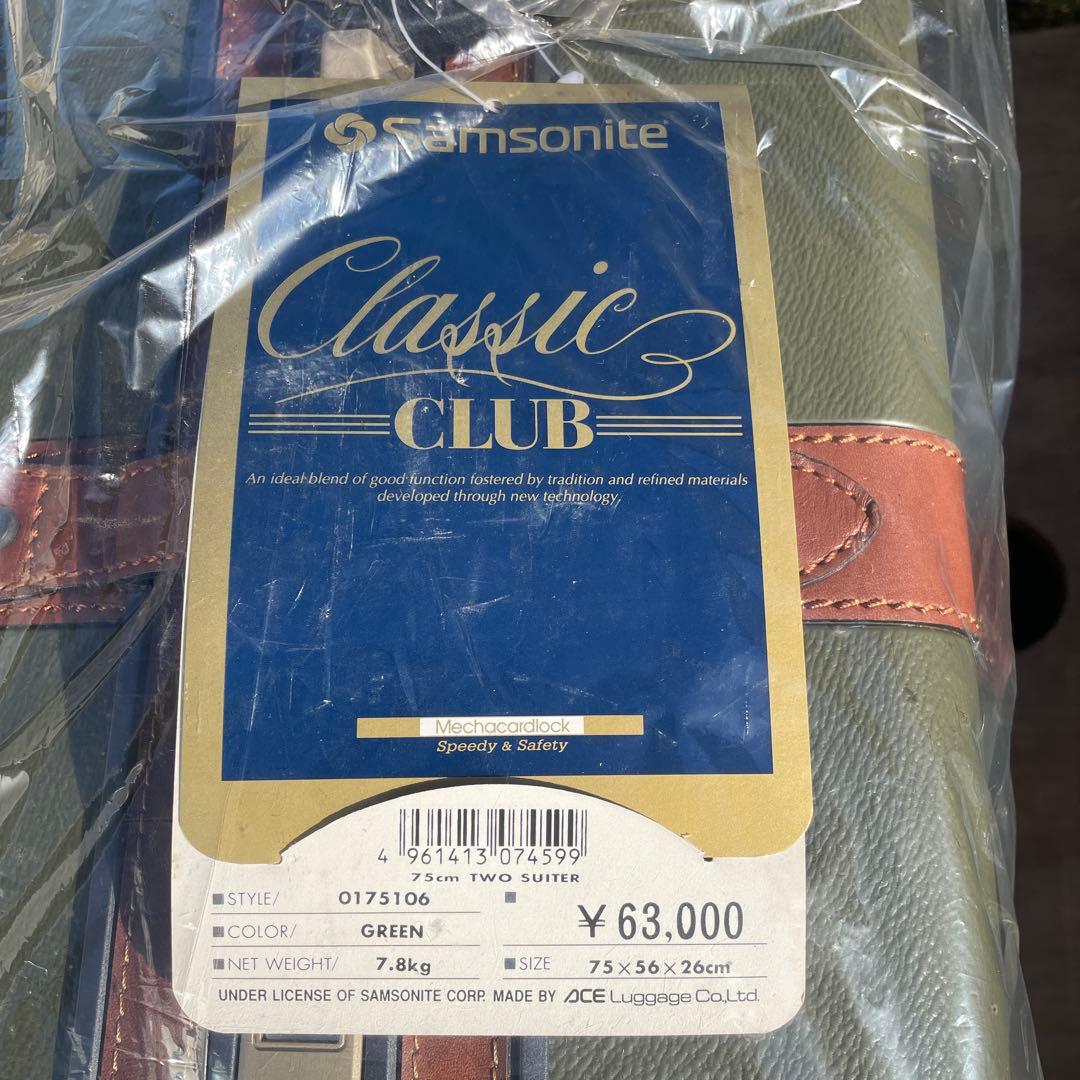 Samsonite
Classic
CLUB
An ideal blend of good function fostered by tradition and refined materials
developed through new technology.
Mechacardlock
Speedy & Safety
4 961413 074599
75cm TWO SUITER
STYLE/ 0175106
COLOR/ GREEN
¥63,000
NET WEIGHT/ 7.8kg
SIZE 75×56×26cm
UNDER LICENSE OF SAMSONITE CORP. MADE BY ACE Luggage Co.,Ltd.